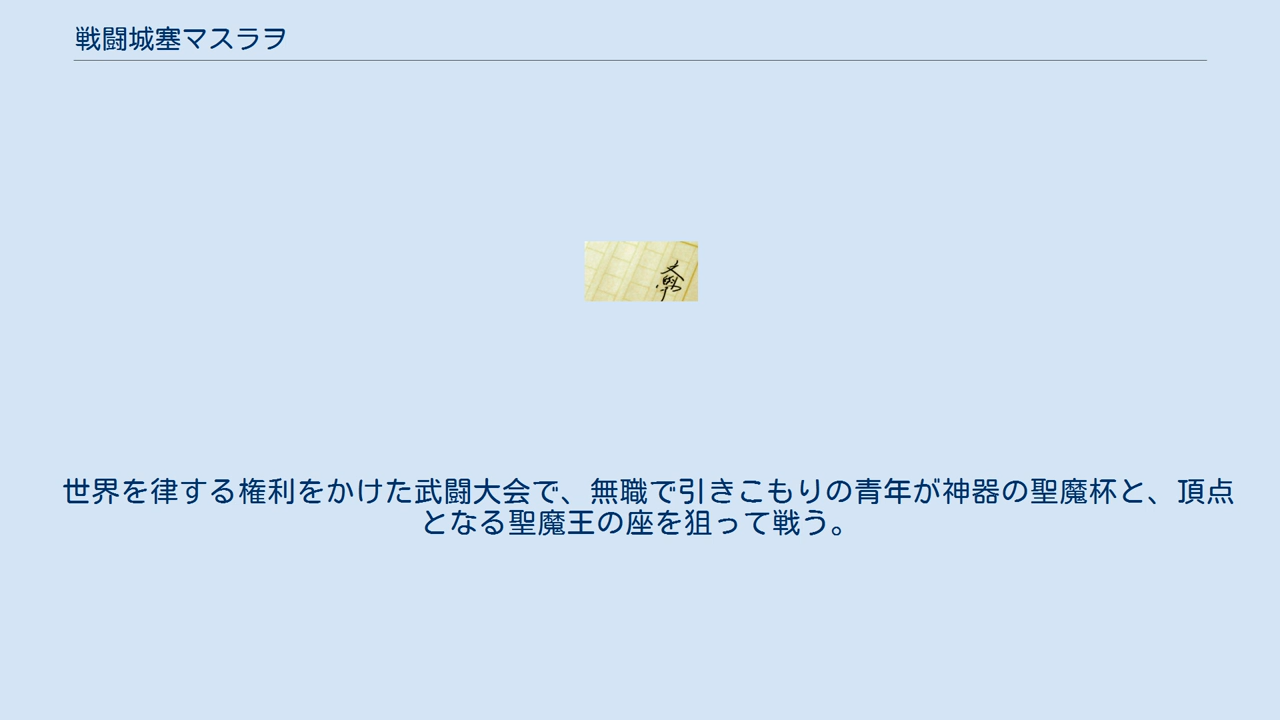 戦闘城塞マスラヲ
世界を律する権利をかけた武闘大会で、無職で引きこもりの青年が神器の聖魔杯と、頂点
となる聖魔王の座を狙って戦う。